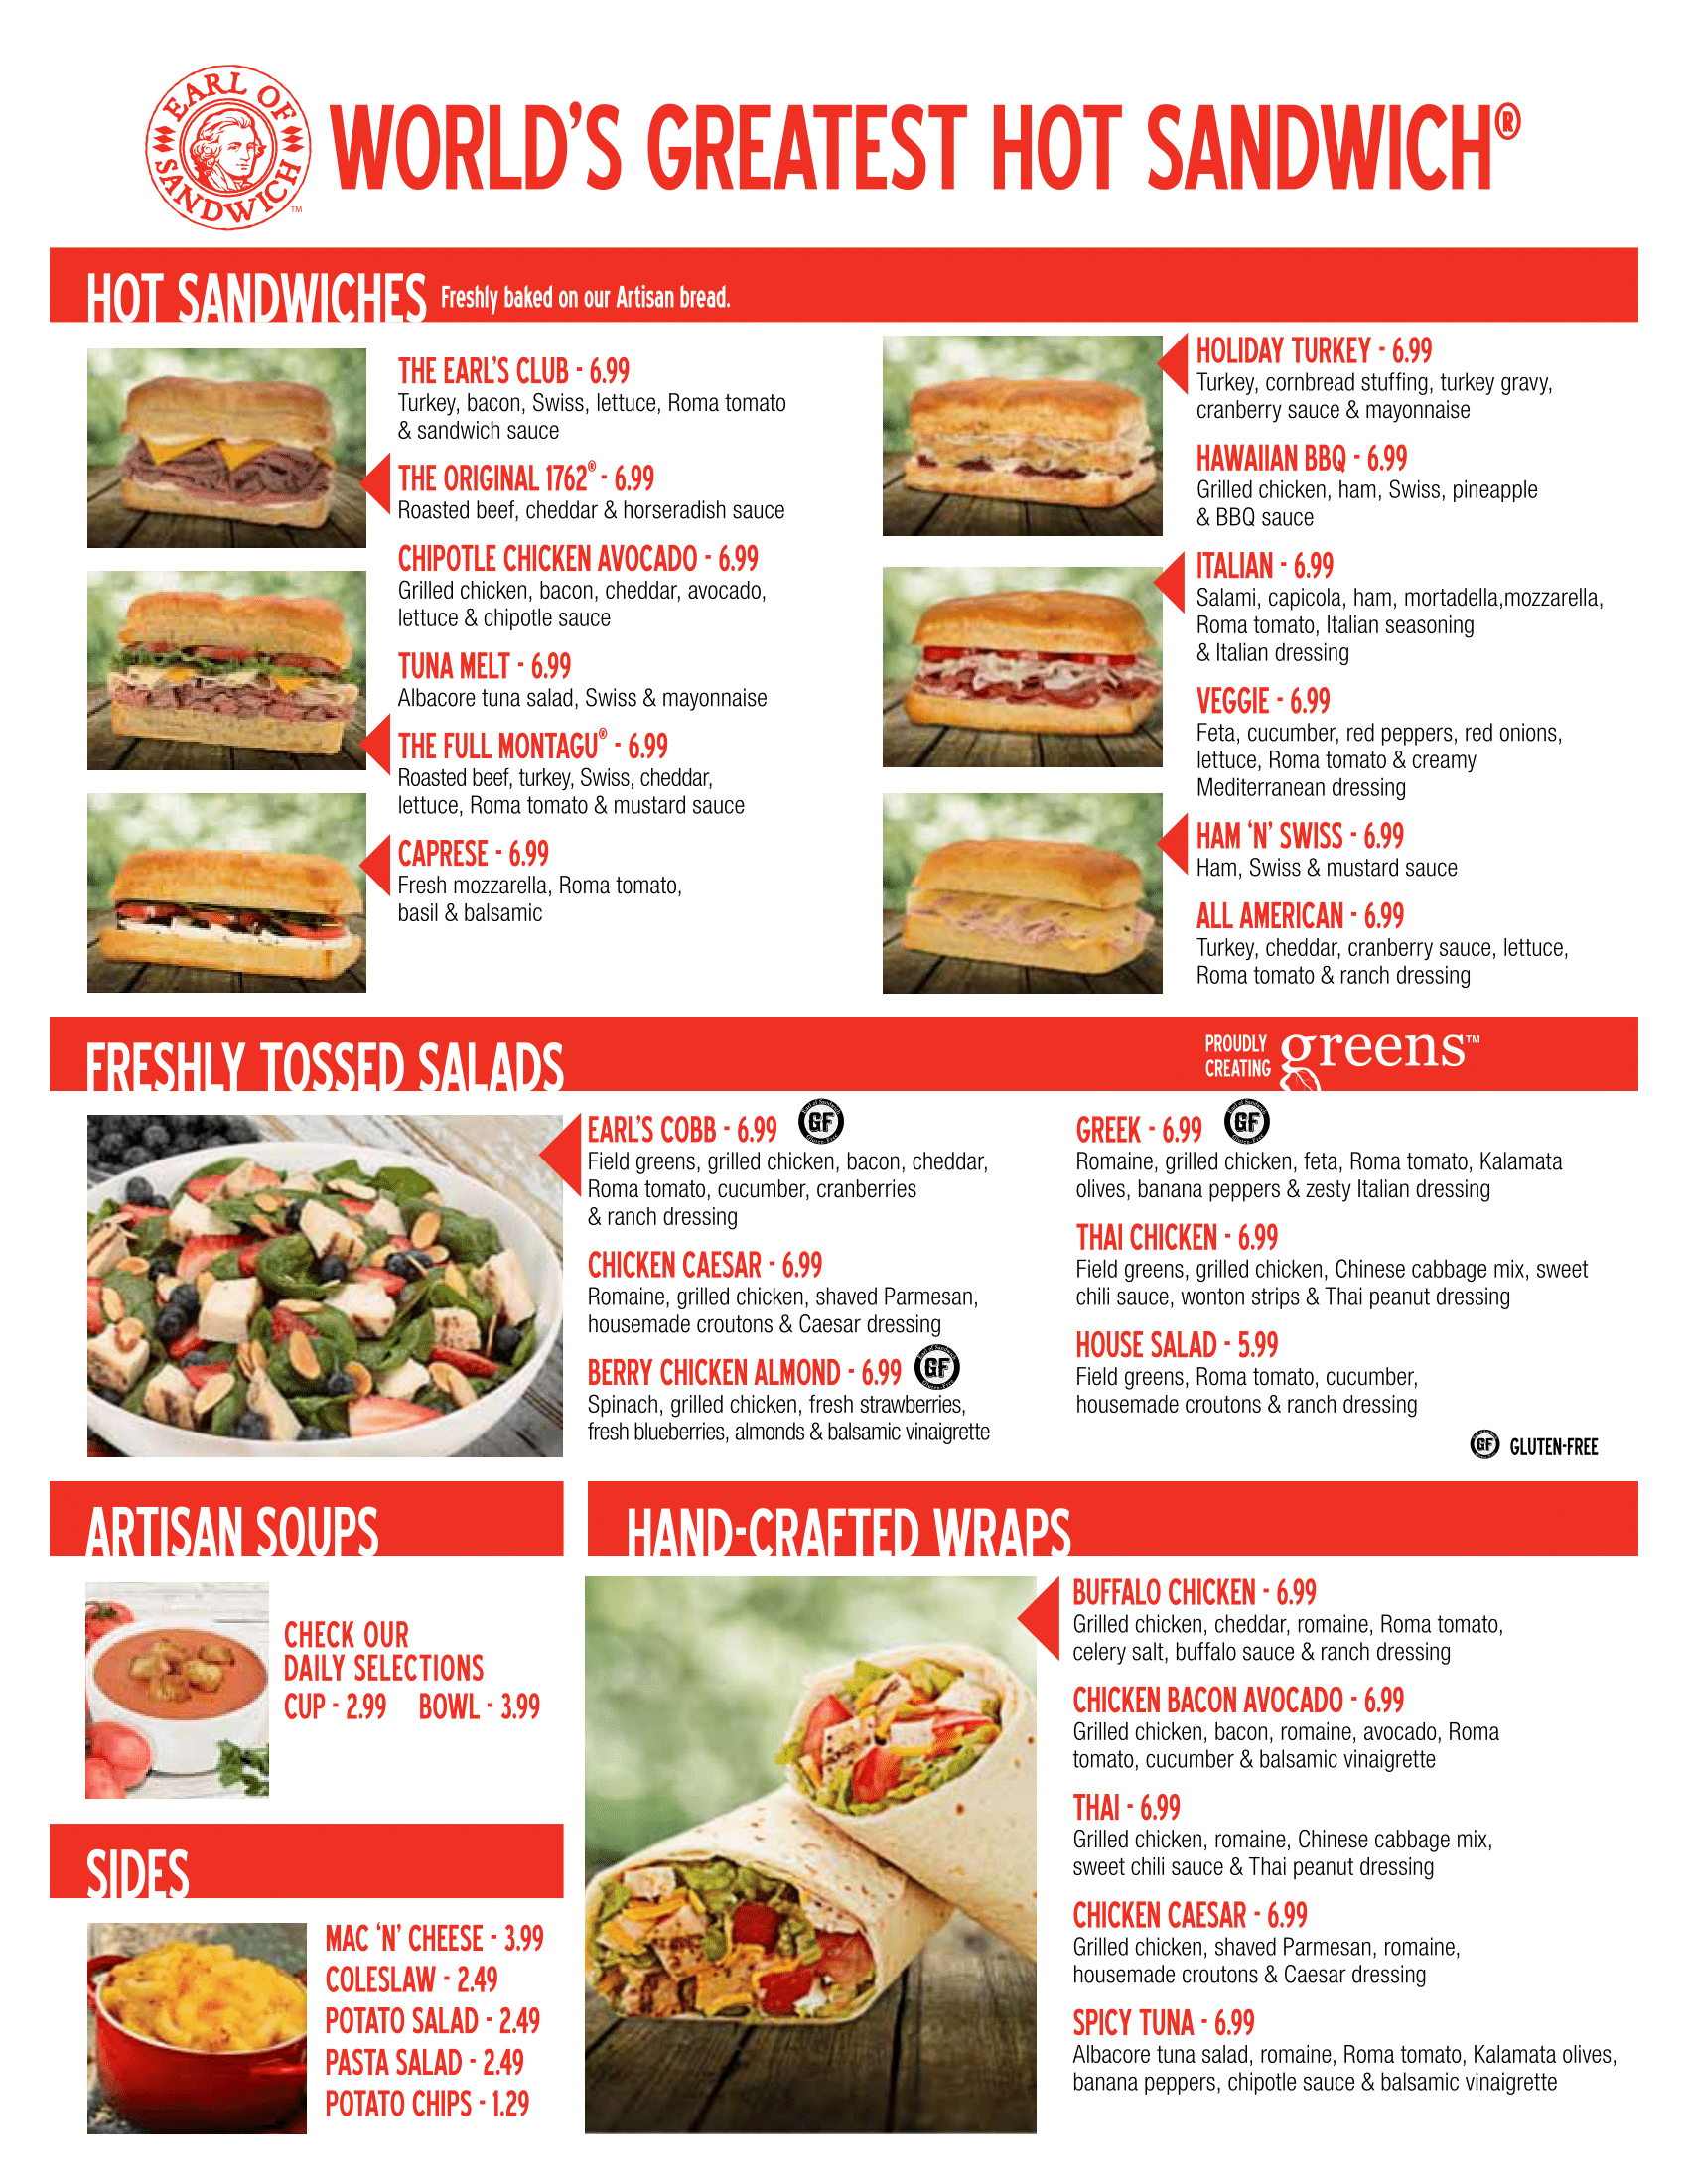 EARL OF SANDWICH TM
WORLD'S GREATEST HOT SANDWICH®
HOT SANDWICHES Freshly baked on our Artisan bread.
THE EARL'S CLUB - 6.99
Turkey, bacon, Swiss, lettuce, Roma tomato
& sandwich sauce
THE ORIGINAL 1762® - 6.99
Roasted beef, cheddar & horseradish sauce
CHIPOTLE CHICKEN AVOCADO - 6.99
Grilled chicken, bacon, cheddar, avocado,
lettuce & chipotle sauce
TUNA MELT - 6.99
Albacore tuna salad, Swiss & mayonnaise
THE FULL MONTAGU® - 6.99
Roasted beef, turkey, Swiss, cheddar,
lettuce, Roma tomato & mustard sauce
CAPRESE - 6.99
Fresh mozzarella, Roma tomato,
basil & balsamic
HOLIDAY TURKEY - 6.99
Turkey, cornbread stuffing, turkey gravy,
cranberry sauce & mayonnaise
HAWAIIAN BBQ - 6.99
Grilled chicken, ham, Swiss, pineapple
& BBQ sauce
ITALIAN - 6.99
Salami, capicola, ham, mortadella,mozzarella,
Roma tomato, Italian seasoning
& Italian dressing
VEGGIE - 6.99
Feta, cucumber, red peppers, red onions,
lettuce, Roma tomato & creamy
Mediterranean dressing
HAM 'N' SWISS - 6.99
Ham, Swiss & mustard sauce
ALL AMERICAN - 6.99
Turkey, cheddar, cranberry sauce, lettuce,
Roma tomato & ranch dressing
FRESHLY TOSSED SALADS
PROUDLY CREATING greens™
EARL'S COBB - 6.99 GF
Field greens, grilled chicken, bacon, cheddar,
Roma tomato, cucumber, cranberries
& ranch dressing
CHICKEN CAESAR - 6.99
Romaine, grilled chicken, shaved Parmesan,
housemade croutons & Caesar dressing
BERRY CHICKEN ALMOND - 6.99 GF
Spinach, grilled chicken, fresh strawberries,
fresh blueberries, almonds & balsamic vinaigrette
GREEK - 6.99 GF
Romaine, grilled chicken, feta, Roma tomato, Kalamata
olives, banana peppers & zesty Italian dressing
THAI CHICKEN - 6.99
Field greens, grilled chicken, Chinese cabbage mix, sweet
chili sauce, wonton strips & Thai peanut dressing
HOUSE SALAD - 5.99
Field greens, Roma tomato, cucumber,
housemade croutons & ranch dressing
GF GLUTEN-FREE
ARTISAN SOUPS
CHECK OUR
DAILY SELECTIONS
CUP - 2.99 BOWL - 3.99
SIDES
MAC 'N' CHEESE - 3.99
COLESLAW - 2.49
POTATO SALAD - 2.49
PASTA SALAD - 2.49
POTATO CHIPS - 1.29
HAND-CRAFTED WRAPS
BUFFALO CHICKEN - 6.99
Grilled chicken, cheddar, romaine, Roma tomato,
celery salt, buffalo sauce & ranch dressing
CHICKEN BACON AVOCADO - 6.99
Grilled chicken, bacon, romaine, avocado, Roma
tomato, cucumber & balsamic vinaigrette
THAI - 6.99
Grilled chicken, romaine, Chinese cabbage mix,
sweet chili sauce & Thai peanut dressing
CHICKEN CAESAR - 6.99
Grilled chicken, shaved Parmesan, romaine,
housemade croutons & Caesar dressing
SPICY TUNA - 6.99
Albacore tuna salad, romaine, Roma tomato, Kalamata olives,
banana peppers, chipotle sauce & balsamic vinaigrette